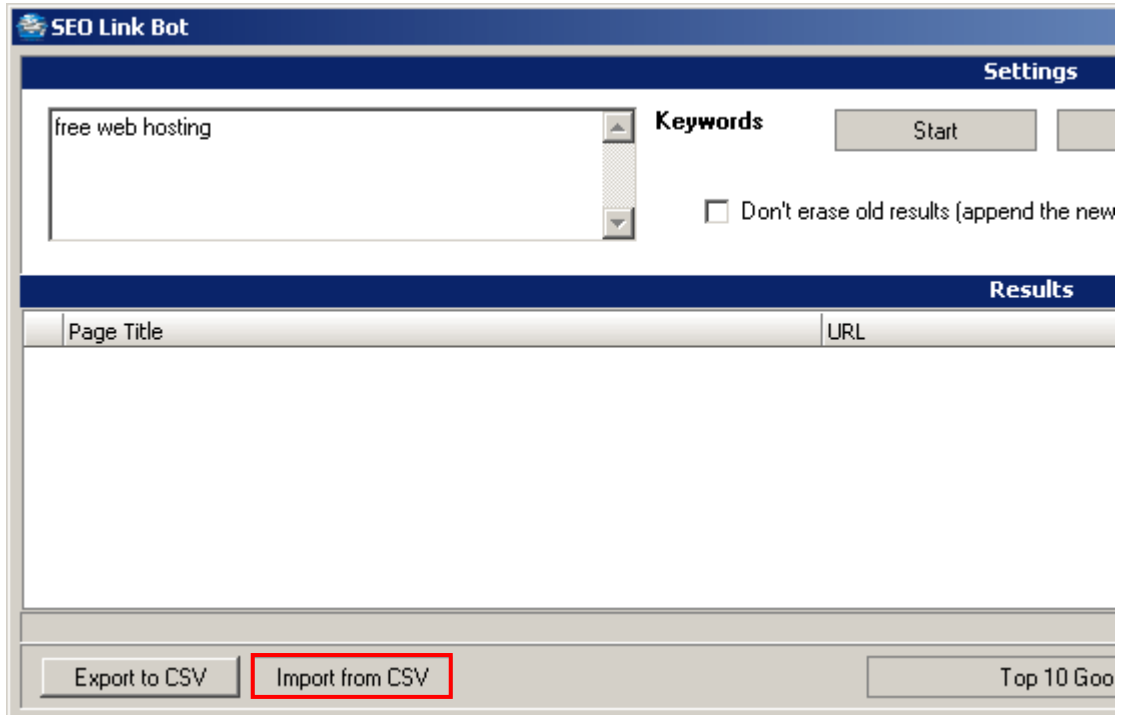 SEO Link Bot
Settings
free web hosting
Keywords
Start
Don't erase old results (append the new
Results
Page Title URL
Export to CSV Import from CSV Top 10 Goo